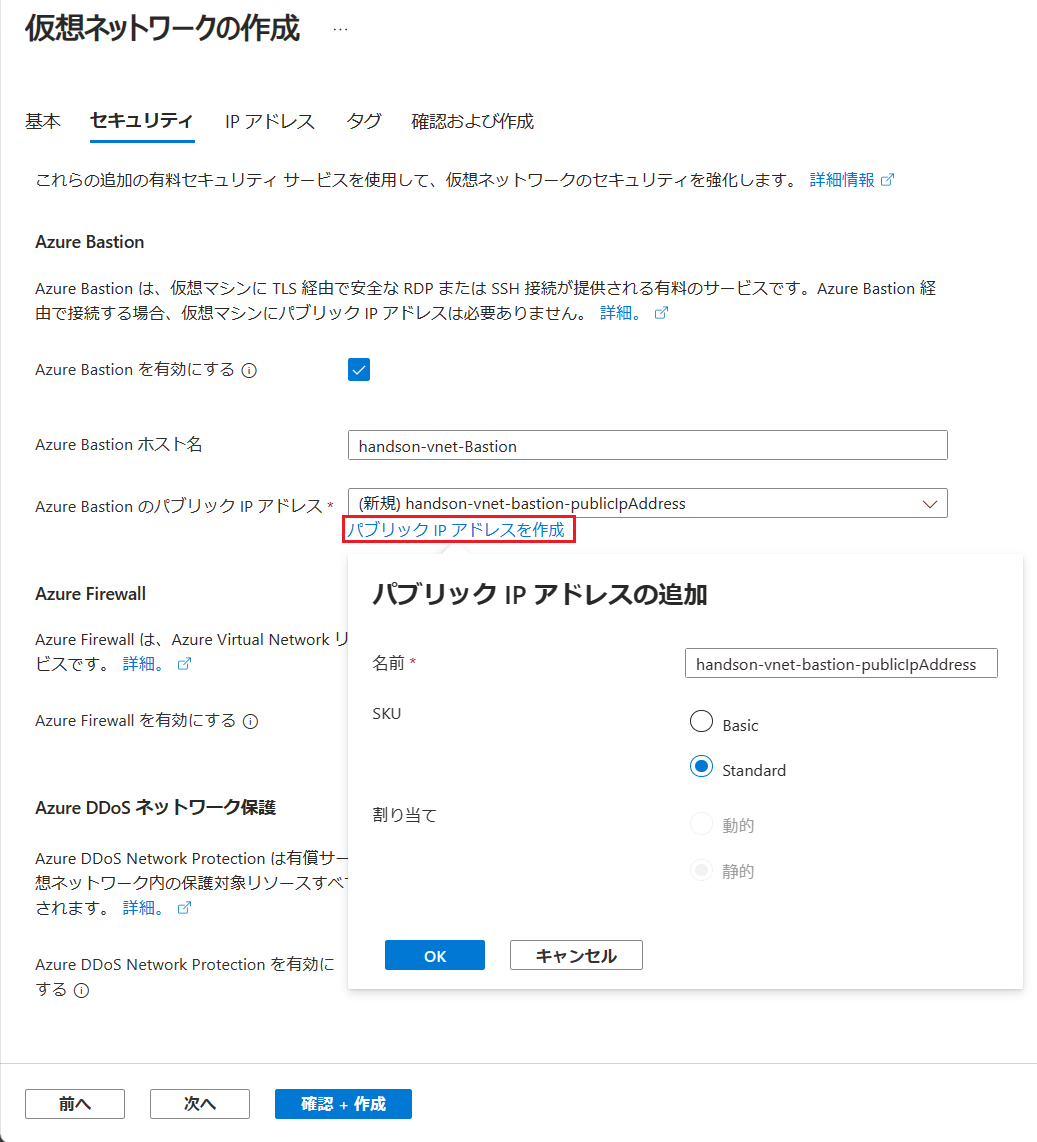 仮想ネットワークの作成 ...
基本 セキュリティ IP アドレス タグ 確認および作成
これらの追加の有料セキュリティ サービスを使用して、仮想ネットワークのセキュリティを強化します。 詳細情報
Azure Bastion
Azure Bastion は、仮想マシンに TLS 経由で安全な RDP または SSH 接続が提供される有料のサービスです。Azure Bastion 経
由で接続する場合、仮想マシンにパブリック IP アドレスは必要ありません。 詳細。
Azure Bastion を有効にする
Azure Bastion ホスト名 handson-vnet-Bastion
Azure Bastion のパブリック IP アドレス * (新規) handson-vnet-bastion-publicIpAddress
パブリック IP アドレスを作成
パブリック IP アドレスの追加
名前 * handson-vnet-bastion-publicIpAddress
SKU
Basic
Standard
割り当て
動的
静的
OK キャンセル
Azure Firewall
Azure Firewall は、Azure Virtual Network リ
ビスです。 詳細。
Azure Firewall を有効にする
Azure DDoS ネットワーク保護
Azure DDoS Network Protection は有償サー
想ネットワーク内の保護対象リソースすべて
されます。 詳細。
Azure DDoS Network Protection を有効に
する
前へ 次へ 確認 + 作成